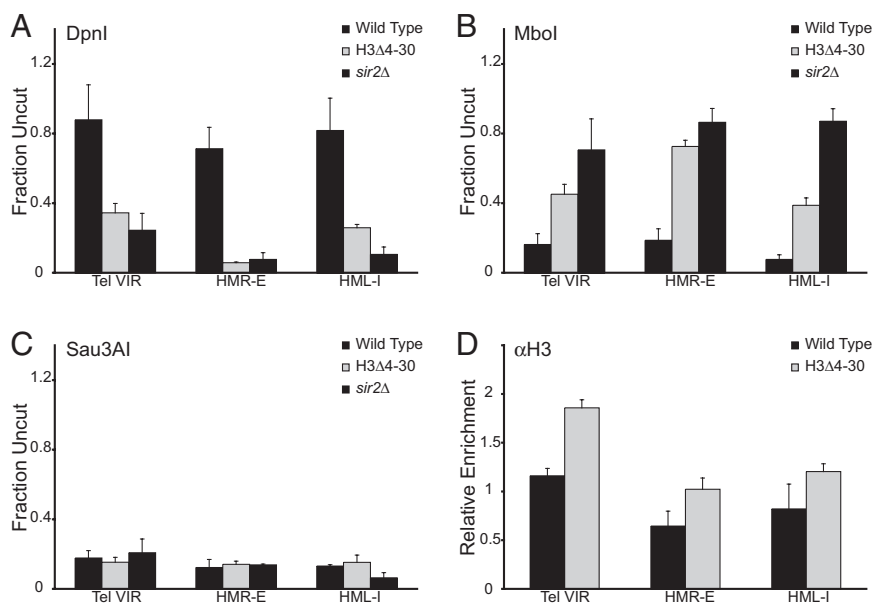 A
DpnI
Wild Type
H3Δ4-30
sir2Δ
Fraction Uncut
1.2
0.8
0.4
0
Tel VIR
HMR-E
HML-I
B
MboI
Wild Type
H3Δ4-30
sir2Δ
Fraction Uncut
1.2
0.8
0.4
0
Tel VIR
HMR-E
HML-I
C
Sau3AI
Wild Type
H3Δ4-30
sir2Δ
Fraction Uncut
1.2
0.8
0.4
0
Tel VIR
HMR-E
HML-I
D
αH3
Wild Type
H3Δ4-30
Relative Enrichment
2
1.5
1
0.5
0
Tel VIR
HMR-E
HML-I